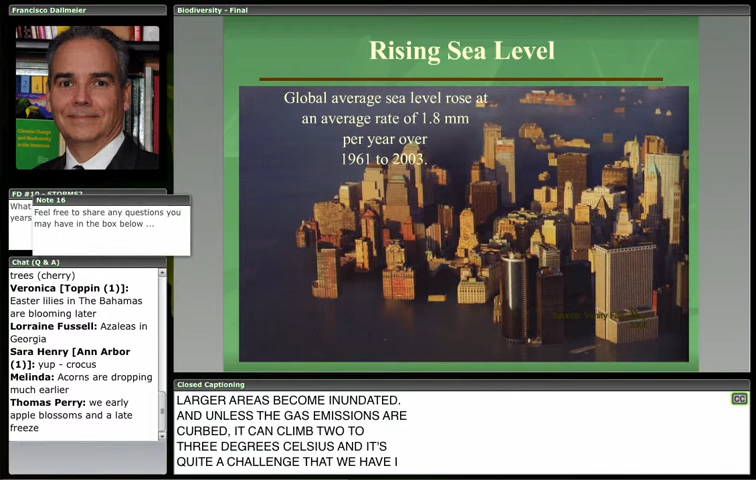 Francisco Dallmeier
FD #10 - STORMS?
What
years
Note 16
Feel free to share any questions you
may have in the box below ...
Chat (Q & A)
trees (cherry)
Veronica [Toppin (1)]:
Easter lilies in The Bahamas
are blooming later
Lorraine Fussell: Azaleas in
Georgia
Sara Henry [Ann Arbor
(1)]: yup - crocus
Melinda: Acorns are dropping
much earlier
Thomas Perry: we early
apple blossoms and a late
freeze
Biodiversity - Final
Rising Sea Level
Global average sea level rose at
an average rate of 1.8 mm
per year over
1961 to 2003.
Source: Vanity
Closed Captioning
CC
LARGER AREAS BECOME INUNDATED.
AND UNLESS THE GAS EMISSIONS ARE
CURBED, IT CAN CLIMB TWO TO
THREE DEGREES CELSIUS AND IT'S
QUITE A CHALLENGE THAT WE HAVE I